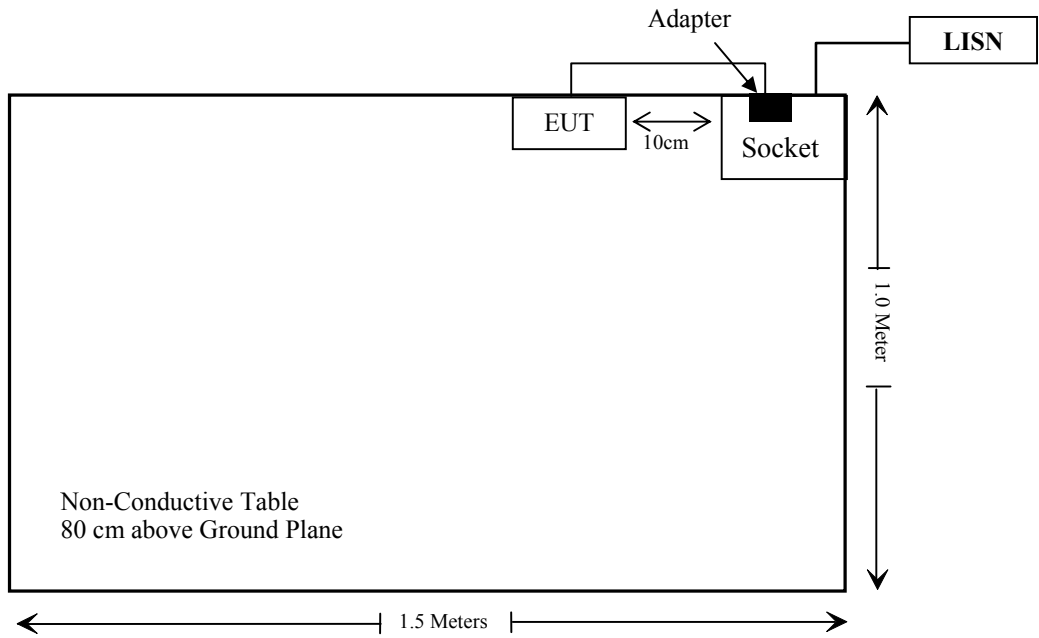 Adapter
LISN
EUT
10cm
Socket
1.0 Meter
Non-Conductive Table
80 cm above Ground Plane
1.5 Meters